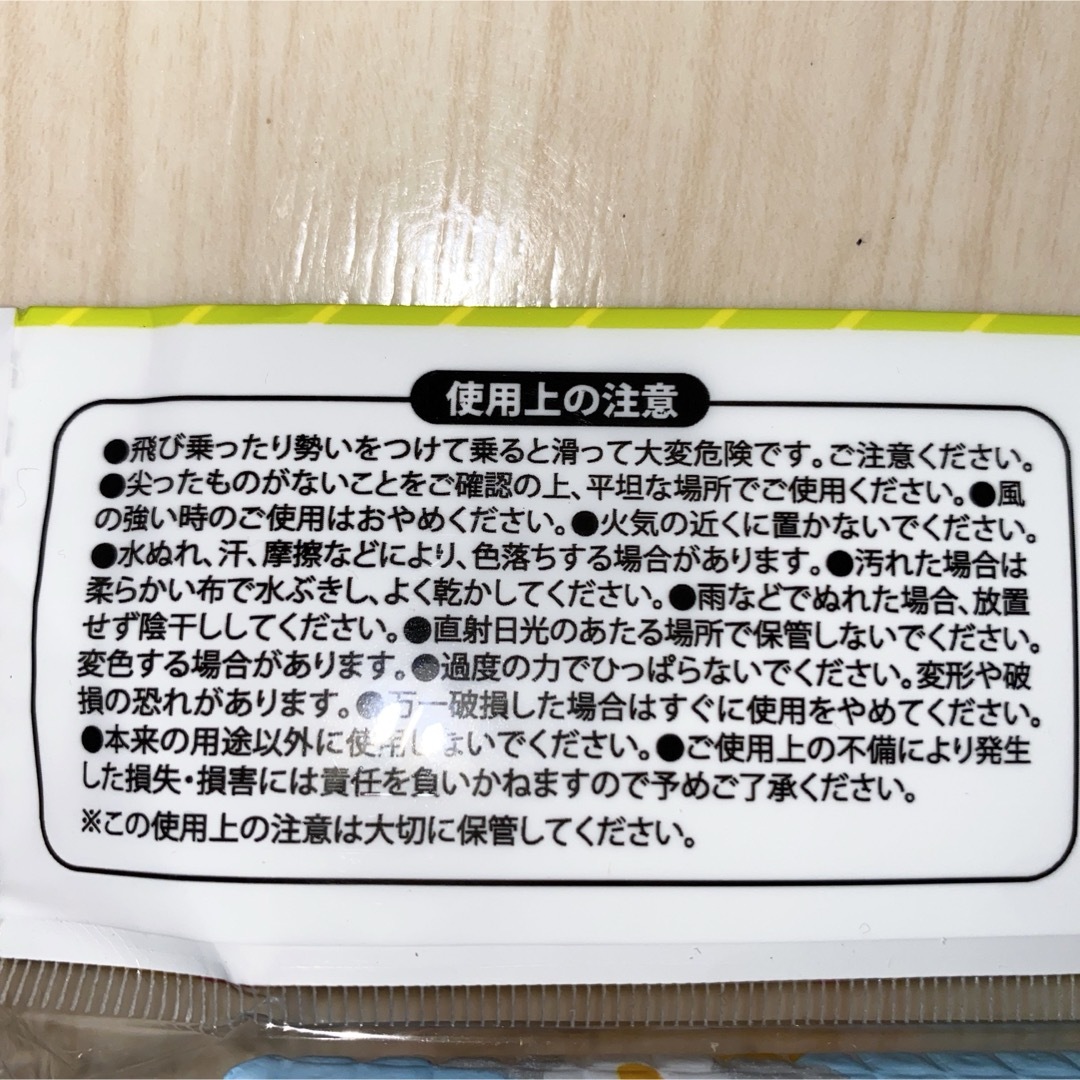 使用上の注意
●飛び乗ったり勢いをつけて乗ると滑って大変危険です。ご注意ください。
●尖ったものがないことをご確認の上、平坦な場所でご使用ください。●風
の強い時のご使用はおやめください。●火気の近くに置かないでください。
●水ぬれ、汗、摩擦などにより、色落ちする場合があります。●汚れた場合は
柔らかい布で水ぶきし、よく乾かしてください。●雨などでぬれた場合、放置
せず陰干ししてください。●直射日光のあたる場所で保管しないでください。
変色する場合があります。●過度の力でひっぱらないでください。変形や破
損の恐れがあります。●万一破損した場合はすぐに使用をやめてください。
●本来の用途以外に使用しないでください。●ご使用上の不備により発生
した損失・損害には責任を負いかねますので予めご了承ください。
※この使用上の注意は大切に保管してください。